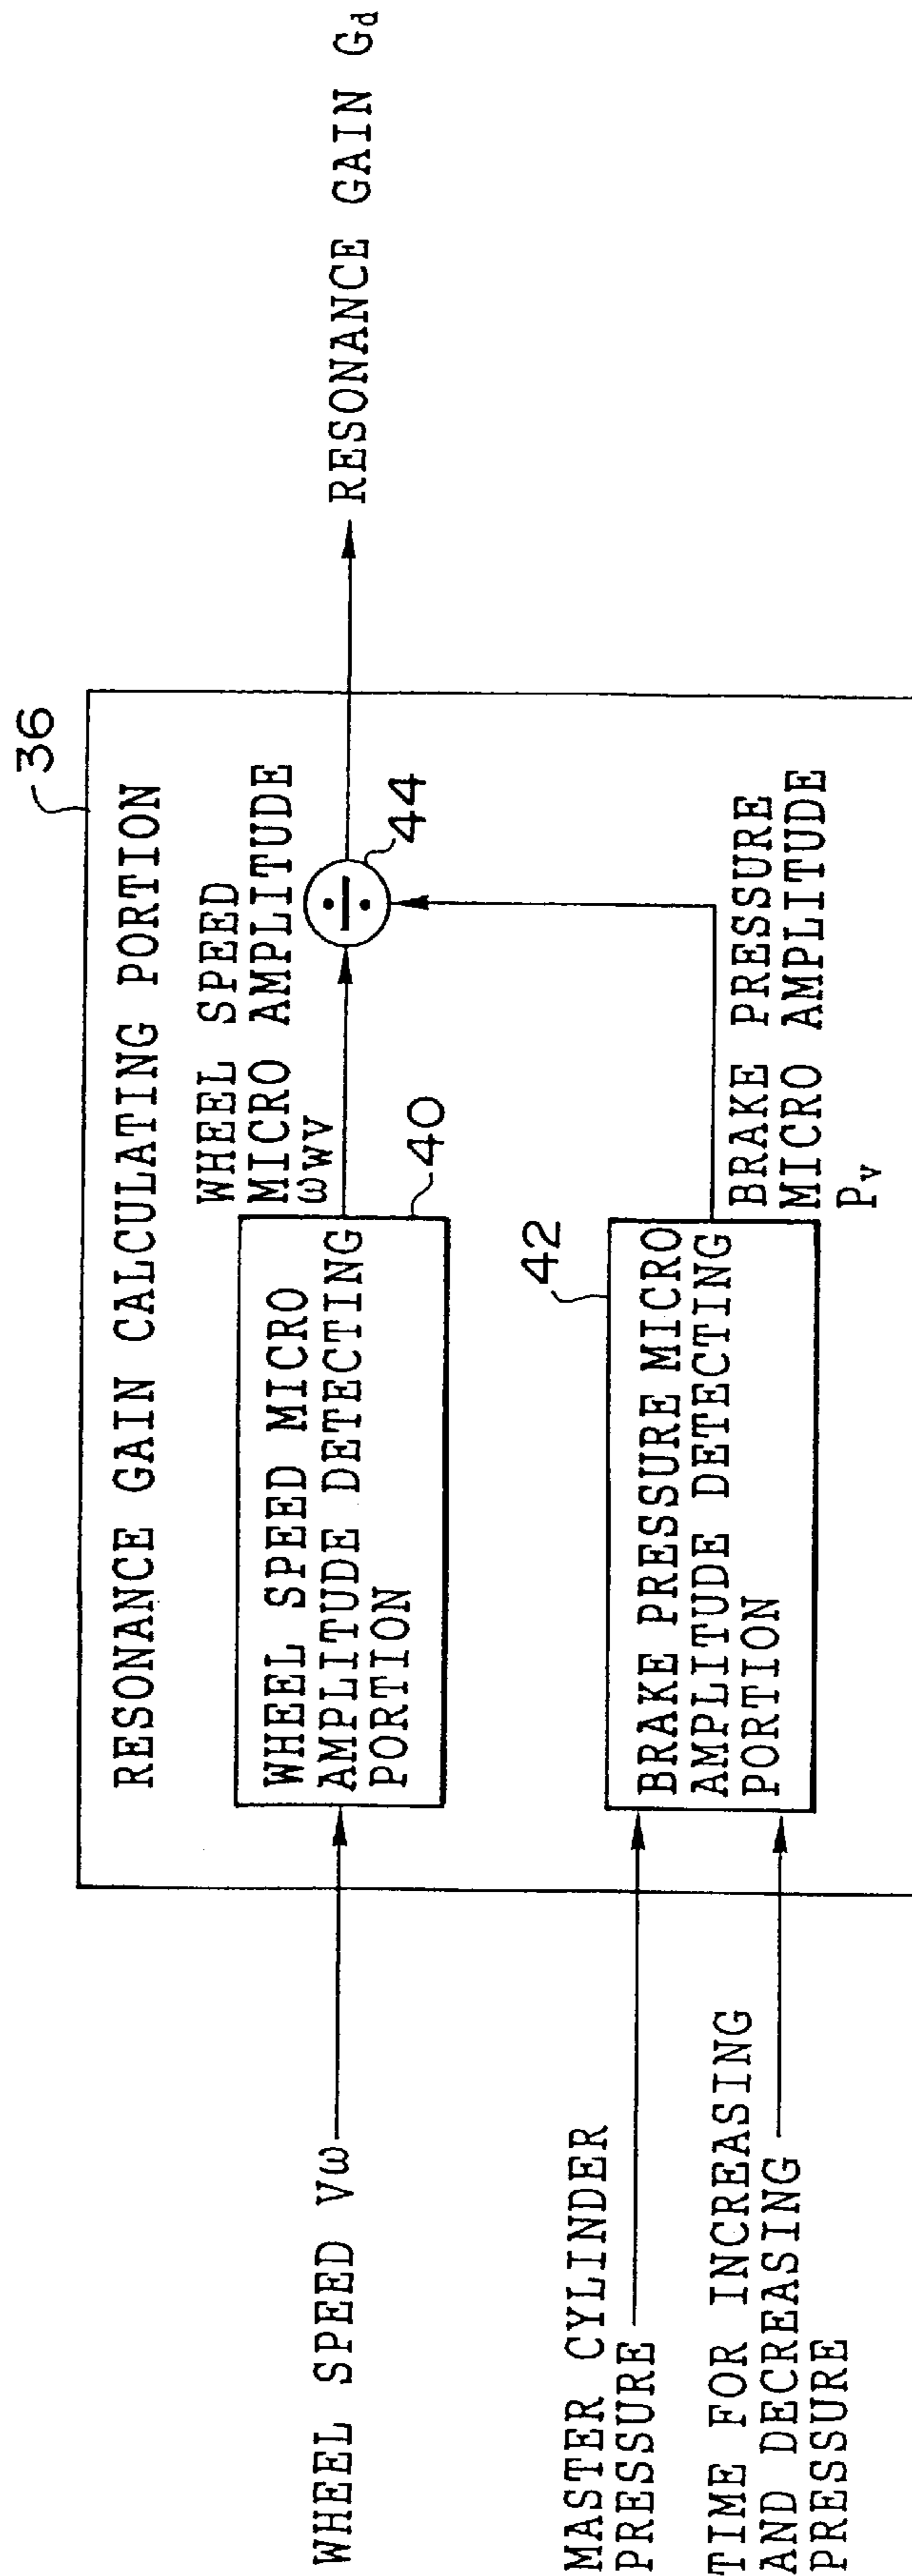 36
RESONANCE GAIN CALCULATING PORTION
WHEEL SPEED Vω
WHEEL SPEED MICRO
AMPLITUDE DETECTING
PORTION
40
WHEEL SPEED
MICRO AMPLITUDE
ωWV
÷
44
RESONANCE GAIN Gd
MASTER CYLINDER
PRESSURE
TIME FOR INCREASING
AND DECREASING
PRESSURE
42
BRAKE PRESSURE MICRO
AMPLITUDE DETECTING
PORTION
BRAKE PRESSURE
MICRO AMPLITUDE
Pv